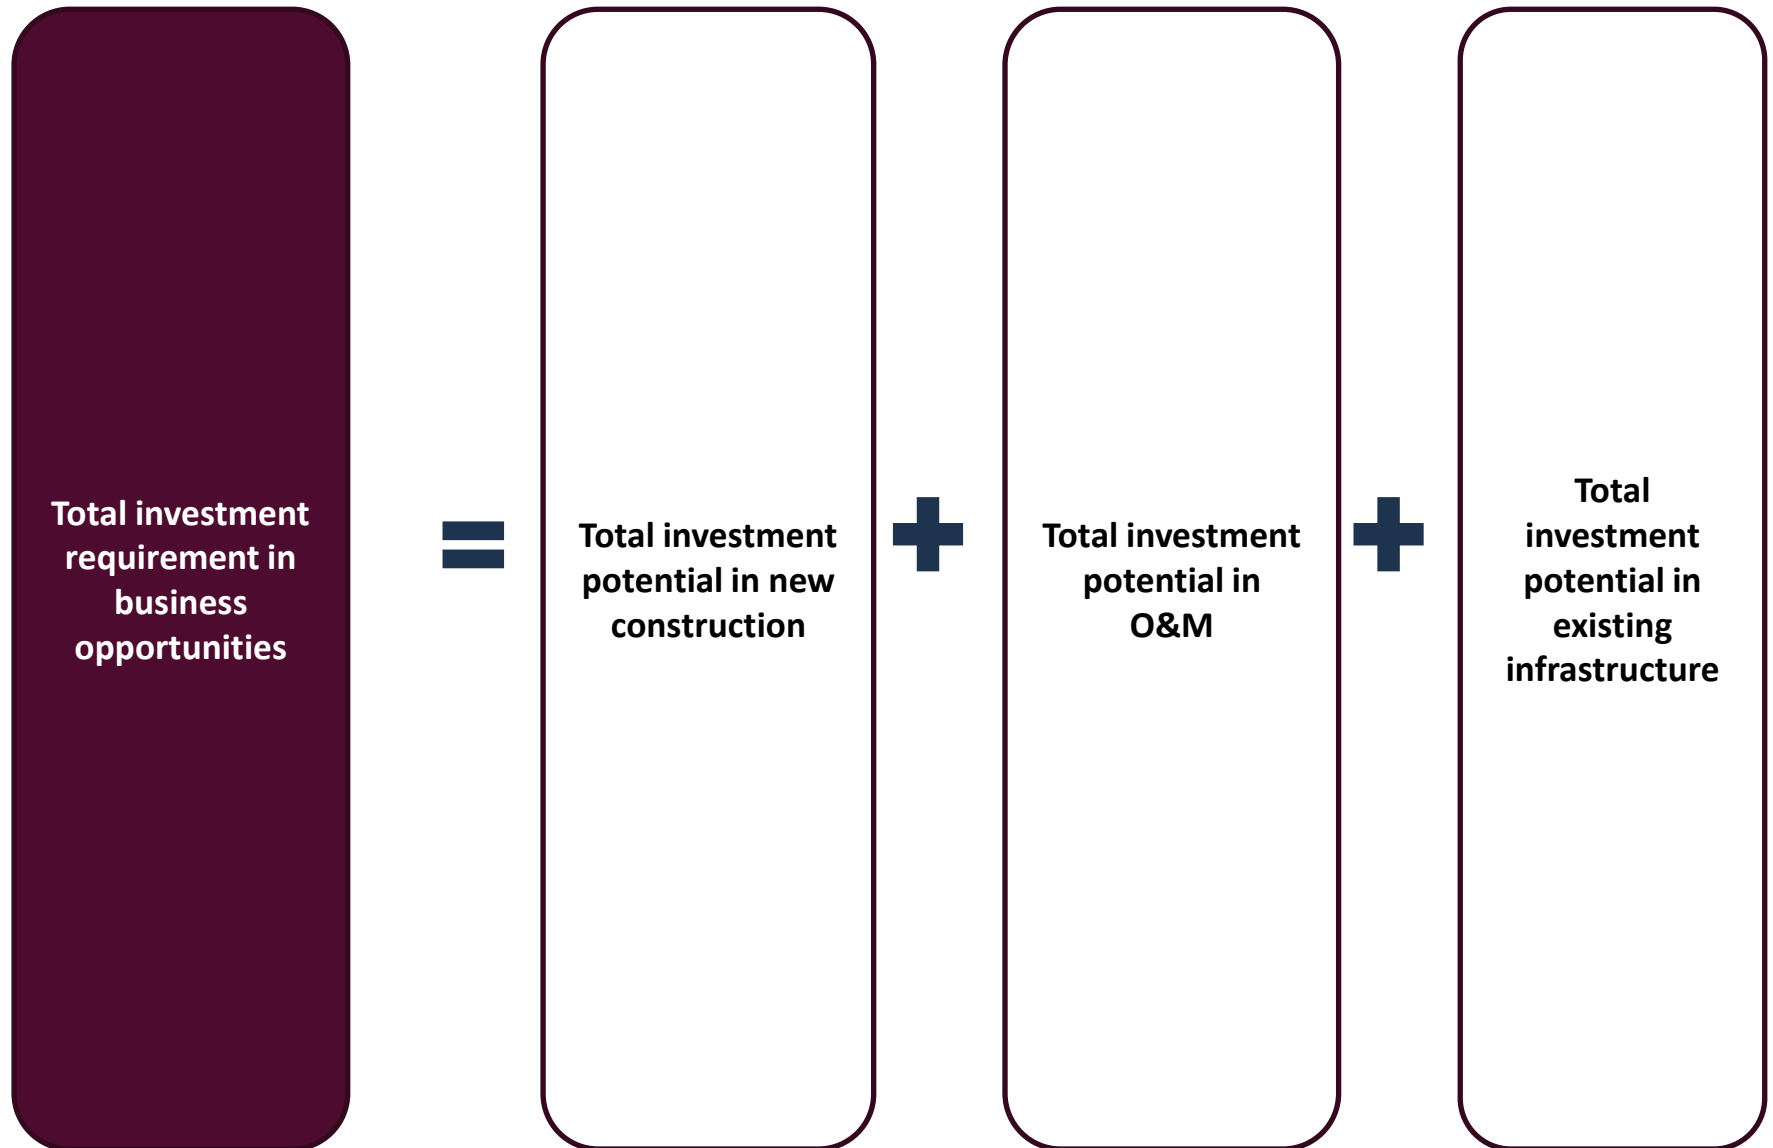 Total investment
requirement in
business
opportunities
=
Total investment
potential in new
construction
+
Total investment
potential in
O&M
+
Total
investment
potential in
existing
infrastructure